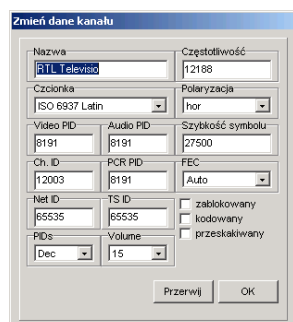 Zmień dane kanału
Nazwa Częstotliwość
RTL Televisio 12188
Czcionka Polaryzacja
ISO 6937 Latin hor
Video PID Audio PID Szybkość symbolu
8191 8191 27500
Ch. ID PCR PID FEC
12003 8191 Auto
Net ID TS ID zablokowany
65535 65535 kodowany
PIDs Volume przeskakiwany
Dec 15
Przerwij OK